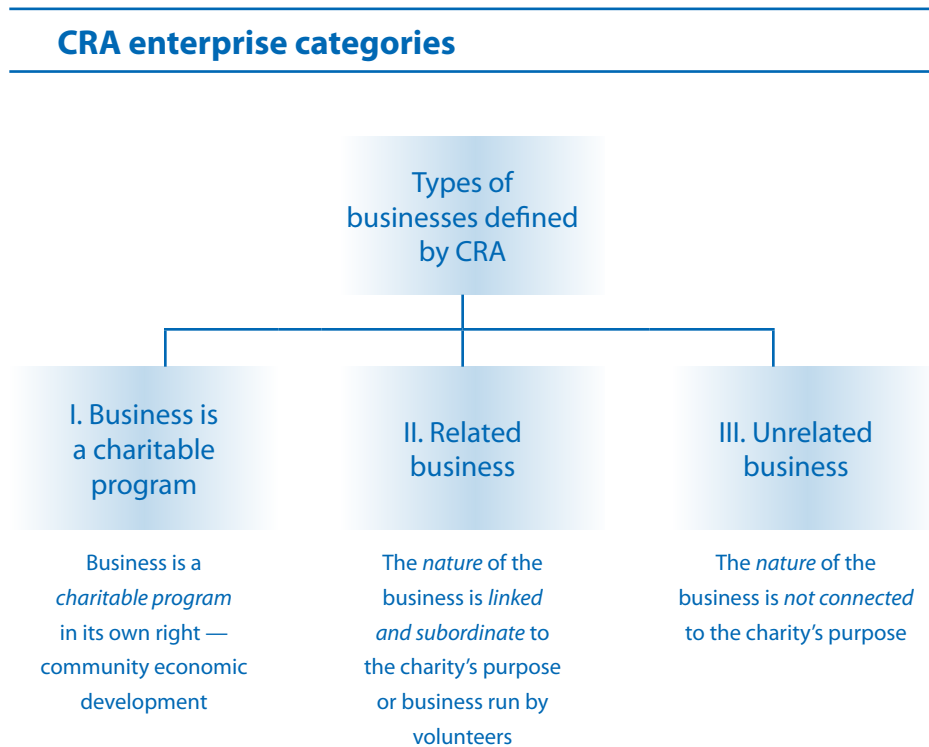 CRA enterprise categories
Types of
businesses defined
by CRA
I. Business is
a charitable
program
II. Related
business
III. Unrelated
business
Business is a
charitable program
in its own right —
community economic
development
The nature of the
business is linked
and subordinate to
the charity’s purpose
or business run by
volunteers
The nature of the
business is not connected
to the charity’s purpose